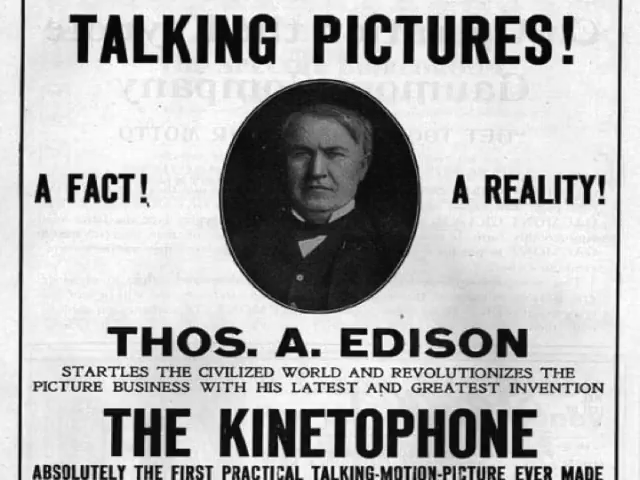 TALKING PICTURES!
A FACT!
A REALITY!
THOS. A. EDISON
STARTLES THE CIVILIZED WORLD AND REVOLUTIONIZES THE
PICTURE BUSINESS WITH HIS LATEST AND GREATEST INVENTION
THE KINETOPHONE
ABSOLUTELY THE FIRST PRACTICAL TALKING-MOTION-PICTURE EVER MADE